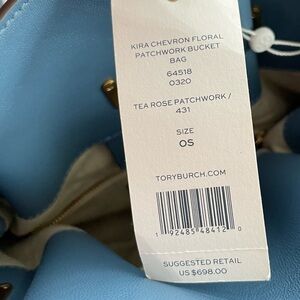 KIRA CHEVRON FLORAL
PATCHWORK BUCKET
BAG
64518
0320
TEA ROSE PATCHWORK /
431
SIZE
OS
TORYBURCH.COM
1 92485 48412 0
SUGGESTED RETAIL
US $698.00